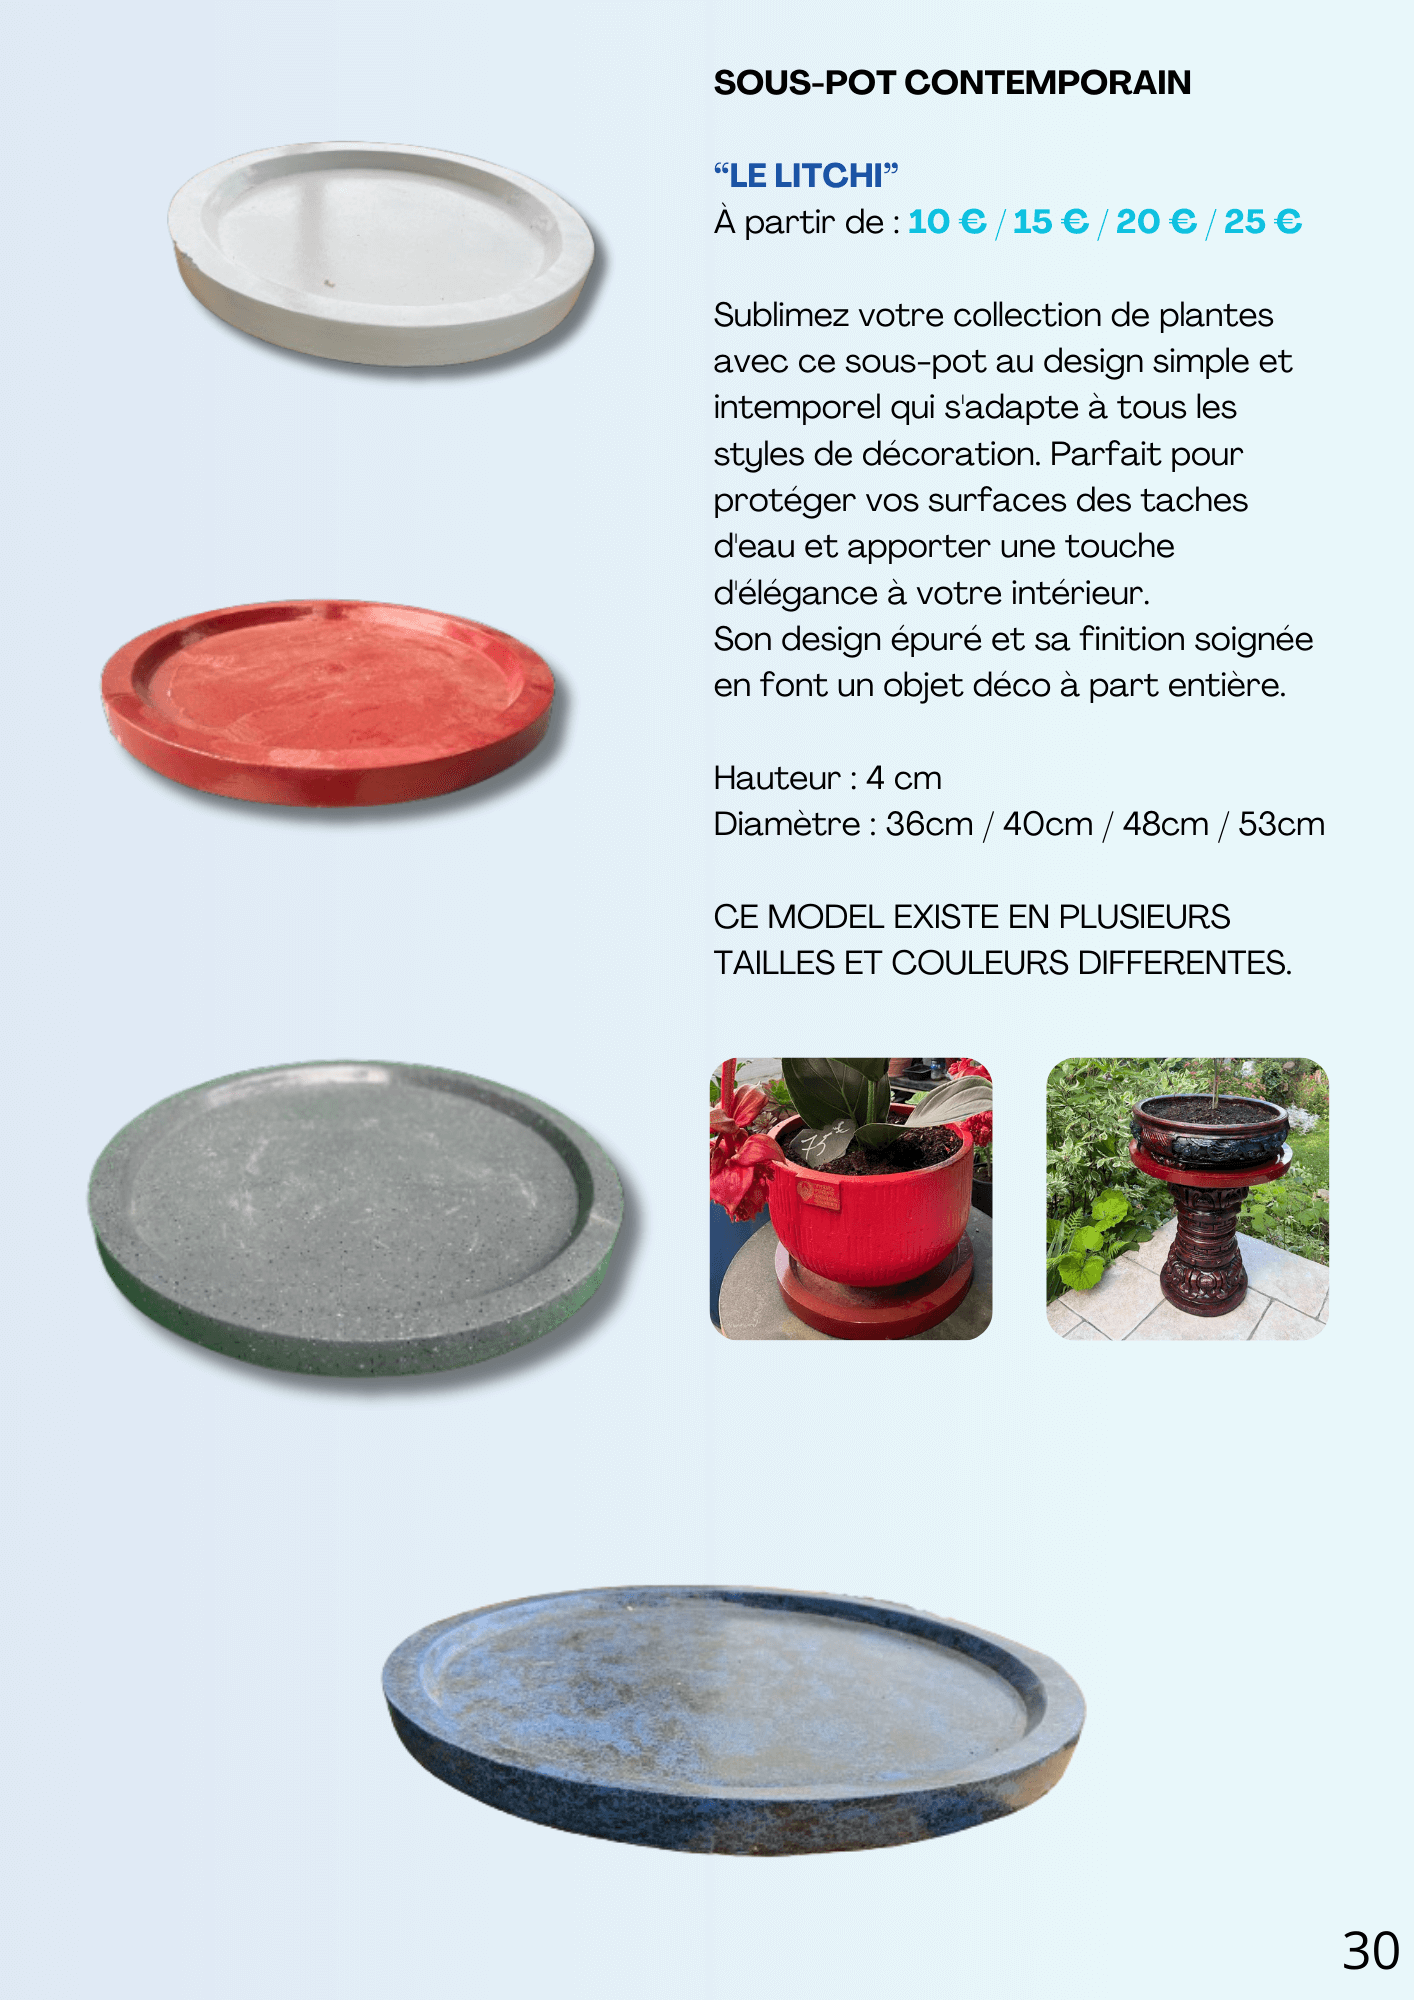 SOUS-POT CONTEMPORAIN
“LE LITCHI”
À partir de : 10 € / 15 € / 20 € / 25 €
Sublimez votre collection de plantes
avec ce sous-pot au design simple et
intemporel qui s'adapte à tous les
styles de décoration. Parfait pour
protéger vos surfaces des taches
d'eau et apporter une touche
d'élégance à votre intérieur.
Son design épuré et sa finition soignée
en font un objet déco à part entière.
Hauteur : 4 cm
Diamètre : 36cm / 40cm / 48cm / 53cm
CE MODEL EXISTE EN PLUSIEURS
TAILLES ET COULEURS DIFFERENTES.
75€
30